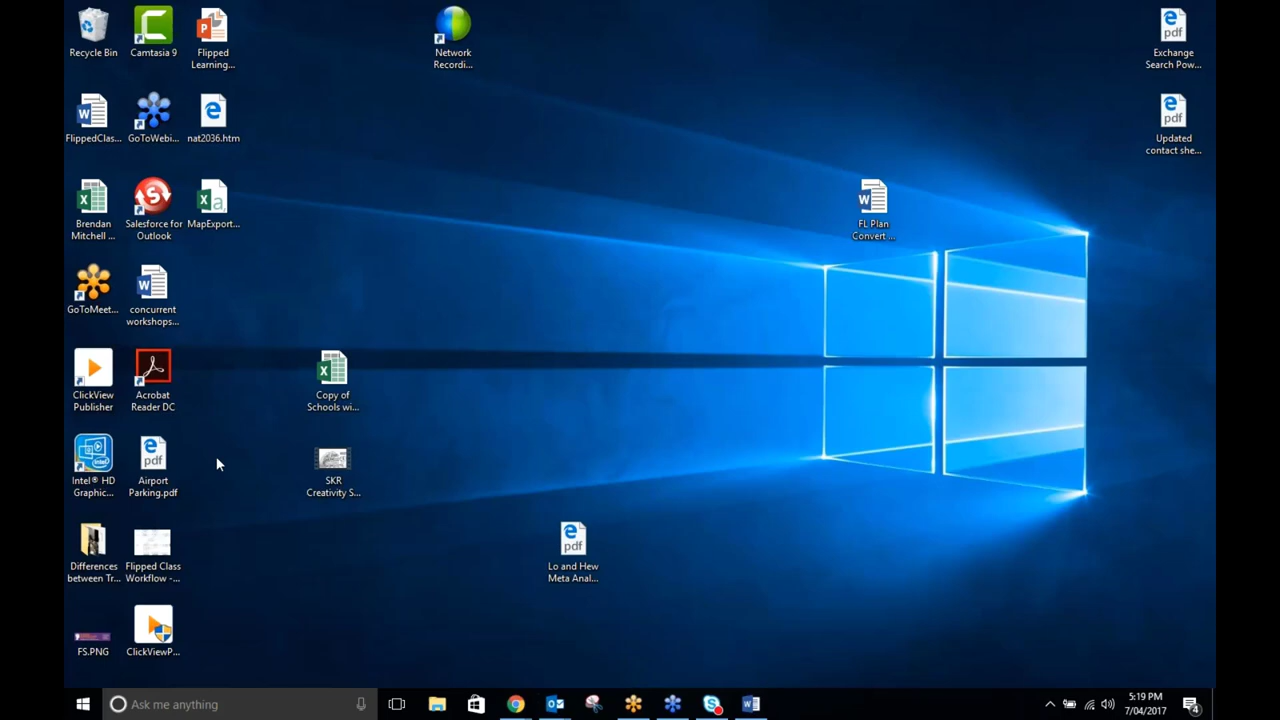 Recycle Bin
Camtasia 9
Flipped
Learning...
Network
Recordi...
Exchange
Search Pow...
FlippedClas...
GoToWebi...
nat2036.htm
Updated
contact she...
Brendan
Mitchell ...
Salesforce for
Outlook
MapExport...
FL Plan
Convert ...
GoToMeet...
concurrent
workshops...
ClickView
Publisher
Acrobat
Reader DC
Copy of
Schools wi...
Intel® HD
Graphic...
Airport
Parking.pdf
SKR
Creativity S...
Differences
between Tr...
Flipped Class
Workflow -...
Lo and Hew
Meta Anal...
FS.PNG
ClickViewP...
Ask me anything
5:19 PM
7/04/2017
4